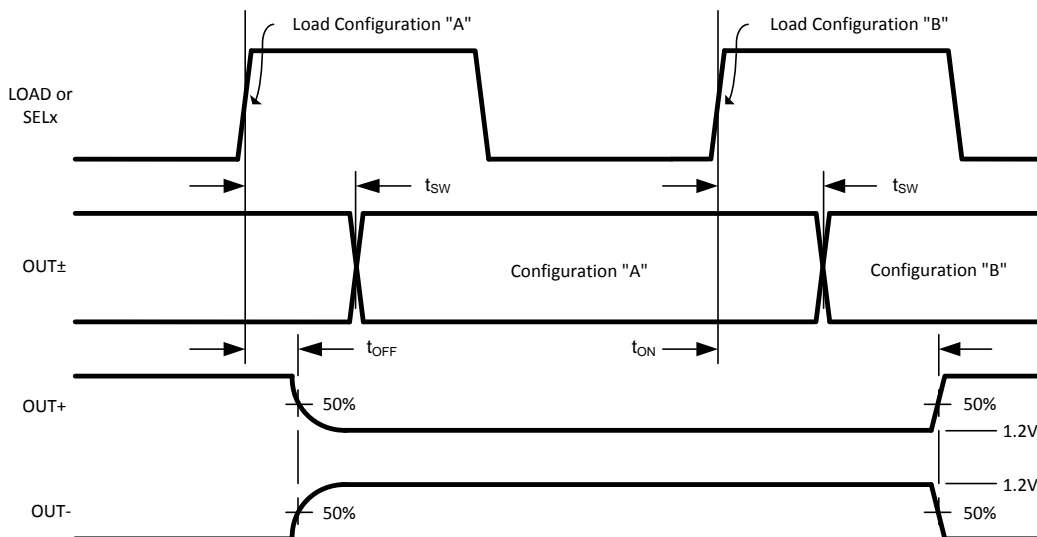 Load Configuration "A"
Load Configuration "B"
LOAD or
SELx
tSW
tSW
OUT±
Configuration "A"
Configuration "B"
tOFF
tON
OUT+
50%
50%
1.2V
1.2V
OUT-
50%
50%